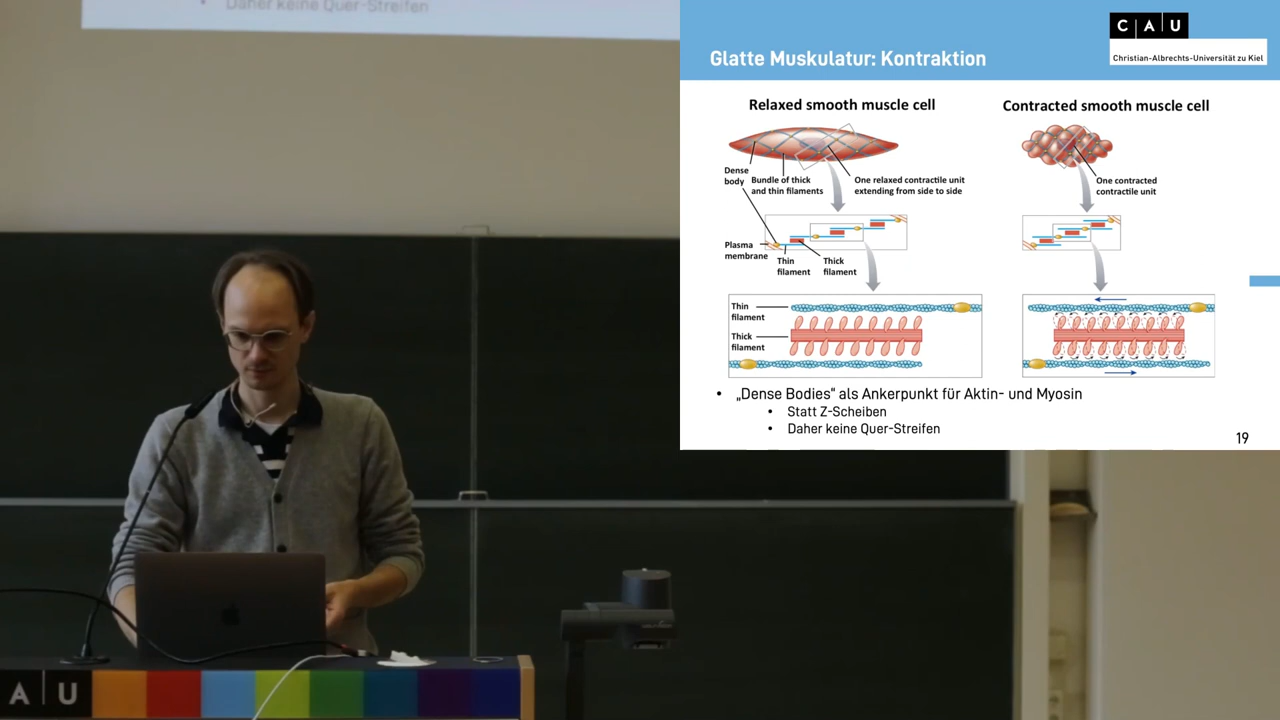 Daher keine Quer-Streifen
Glatte Muskulatur: Kontraktion
C A U
Christian-Albrechts-Universität zu Kiel
Relaxed smooth muscle cell
Contracted smooth muscle cell
Dense
body
Bundle of thick
and thin filaments
One relaxed contractile unit
extending from side to side
One contracted
contractile unit
Plasma
membrane
Thin
filament
Thick
filament
Thin
filament
Thick
filament
• „Dense Bodies“ als Ankerpunkt für Aktin- und Myosin
• Statt Z-Scheiben
• Daher keine Quer-Streifen
19
A U